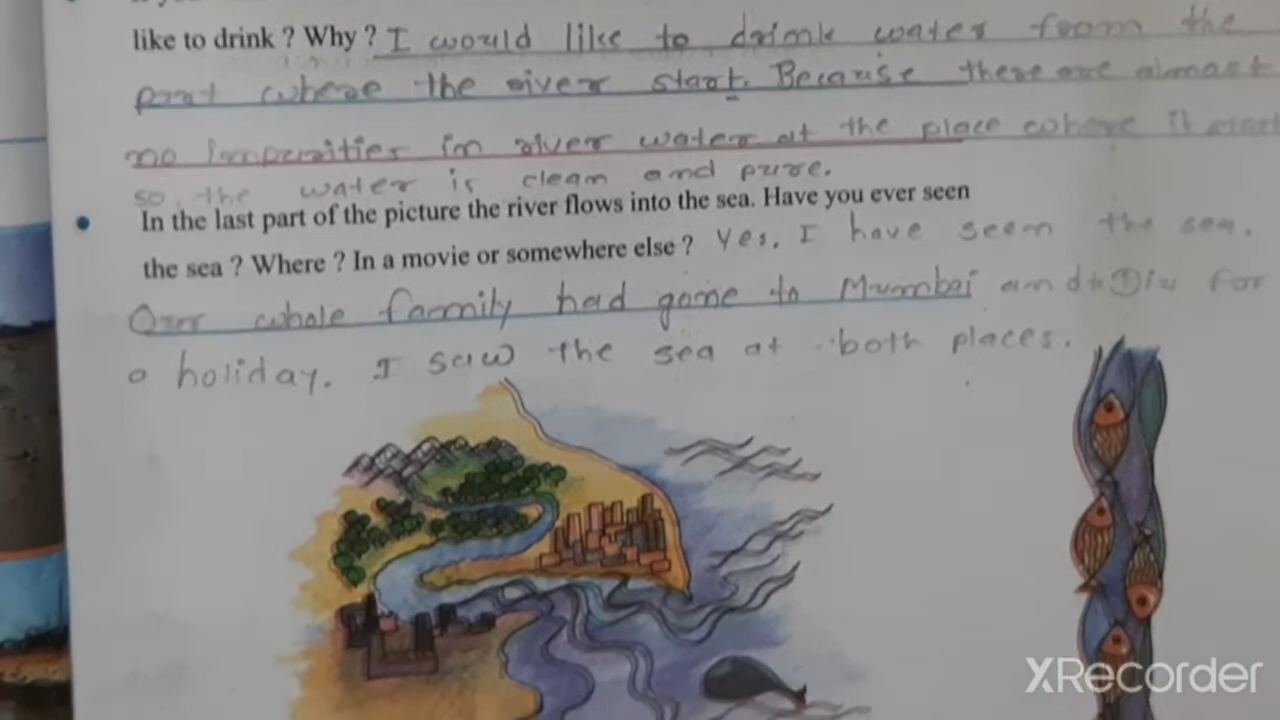 like to drink ? Why ? I would like to drink water from the
part where the river start. Because there are almost
no impurities in river water at the place where it start
so the water is clean and pure.
In the last part of the picture the river flows into the sea. Have you ever seen
the sea ? Where ? In a movie or somewhere else ? Yes. I have seem the sea.
Our whole family had gone to Mumbai and to Diu for
a holiday. I saw the sea at both places.
XRecorder